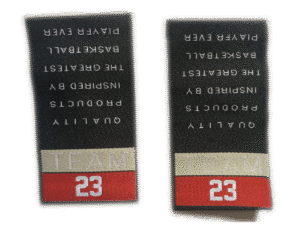 QUALITY
PRODUCTS
INSPIRED BY
THE GREATEST
BASKETBALL
PLAYER EVER
TEAM
23
QUALITY
PRODUCTS
INSPIRED BY
THE GREATEST
BASKETBALL
PLAYER EVER
23